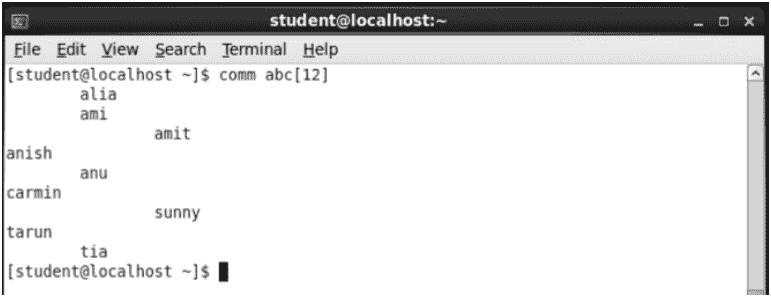 student@localhost:~
File Edit View Search Terminal Help
[student@localhost ~]$ comm abc[12]
alia
ami
amit
anish
anu
carmin
sunny
tarun
tia
[student@localhost ~]$